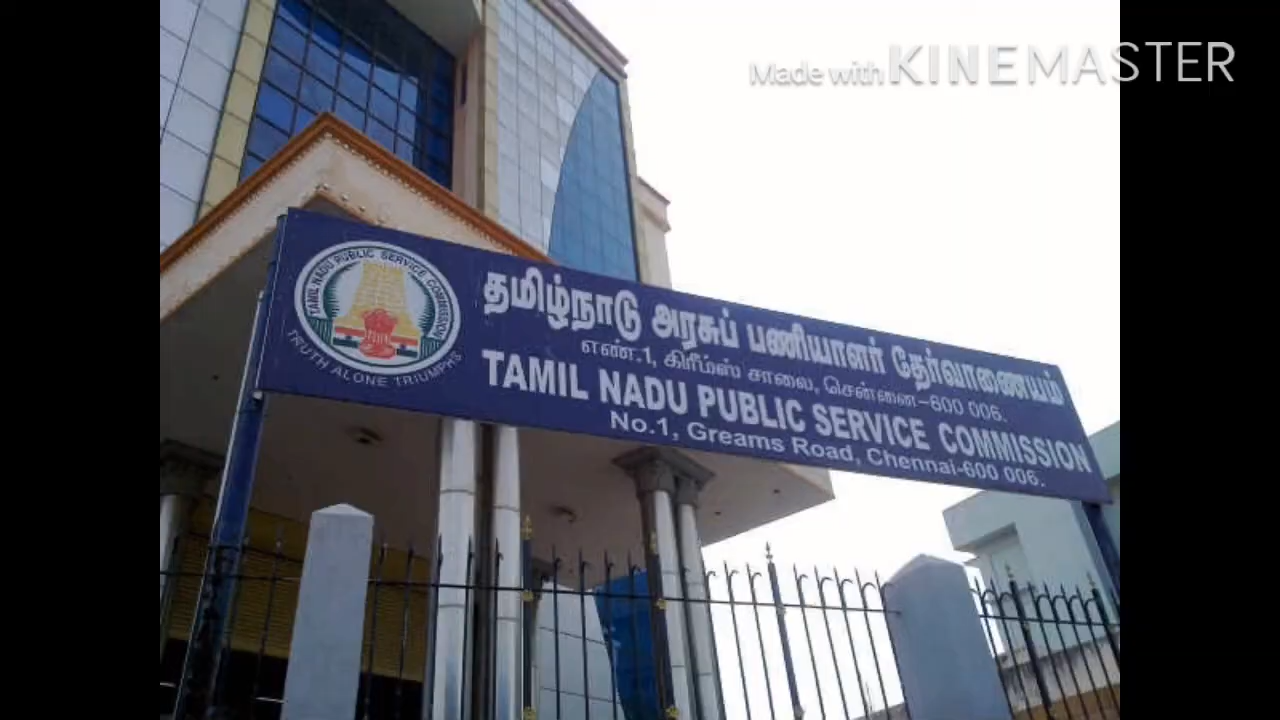 Made with KINEMASTER
TAMIL NADU PUBLIC SERVICE COMMISSION
TRUTH ALONE TRIUMPHS
தமிழ்நாடு அரசுப் பணியாளர் தேர்வாணையம்
எண்.1, கிரீம்ஸ் சாலை, சென்னை-600 006.
TAMIL NADU PUBLIC SERVICE COMMISSION
No.1, Greams Road, Chennai-600 006.